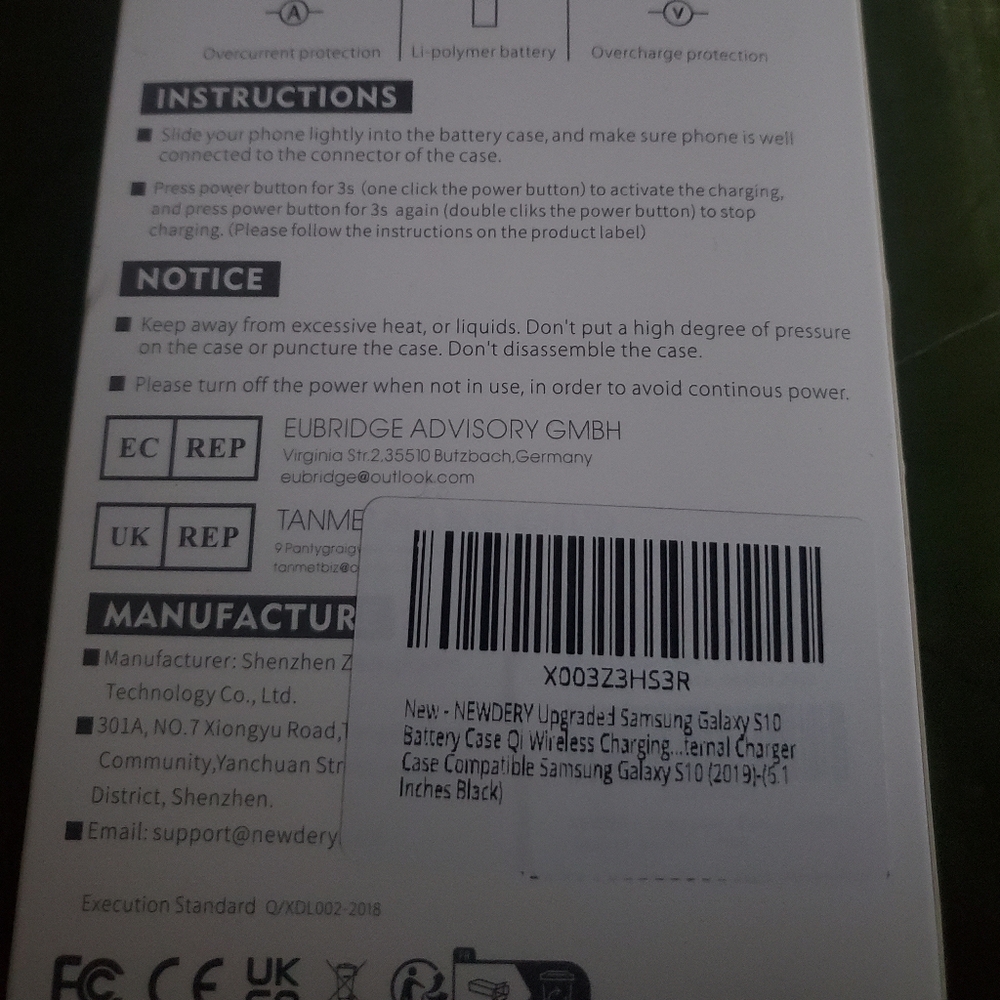 A
V
Overcurrent protection
Li-polymer battery
Overcharge protection
INSTRUCTIONS
Slide your phone lightly into the battery case, and make sure phone is well
connected to the connector of the case.
Press power button for 3s (one click the power button) to activate the charging,
and press power button for 3s again (double cliks the power button) to stop
charging. (Please follow the instructions on the product label)
NOTICE
Keep away from excessive heat, or liquids. Don't put a high degree of pressure
on the case or puncture the case. Don't disassemble the case.
Please turn off the power when not in use, in order to avoid continous power.
EC REP
EUBRIDGE ADVISORY GMBH
Virginia Str.2,35510 Butzbach,Germany
eubridge@outlook.com
UK REP
TANME
9 Pantygraigy
tanmetbiz@o
MANUFACTUR
Manufacturer: Shenzhen Z
Technology Co., Ltd.
301A, NO.7 Xiongyu Road,
Community,Yanchuan Str
District, Shenzhen.
Email: support@newdery
X003Z3HS3R
New - NEWDERY Upgraded Samsung Galaxy S10
Battery Case Qi Wireless Charging...ternal Charger
Case Compatible Samsung Galaxy S10 (2019)-(6.1
Inches Black)
Execution Standard Q/XDL002-2018
FC CE UK